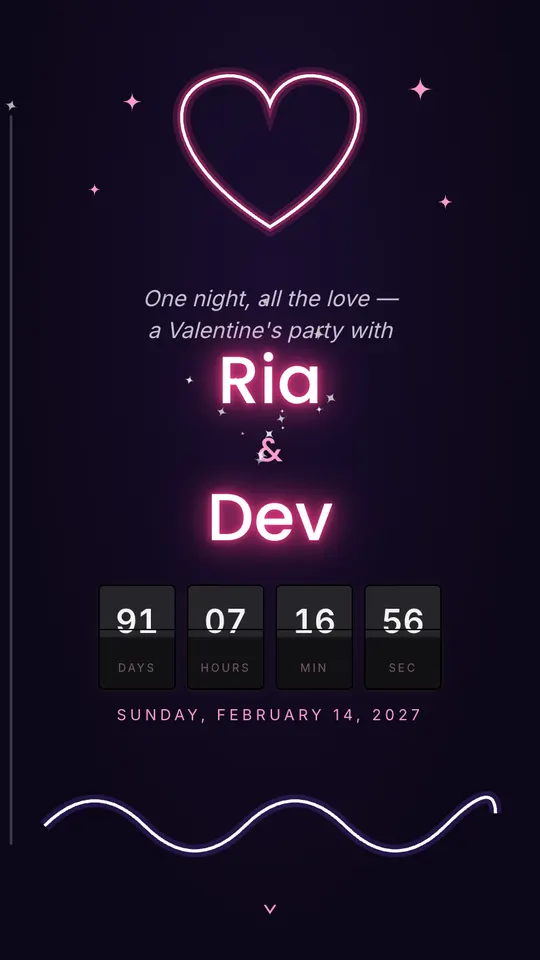 One night, all the love —
a Valentine's party with
Ria
&
Dev
91 07 16 56
DAYS HOURS MIN SEC
SUNDAY, FEBRUARY 14, 2027